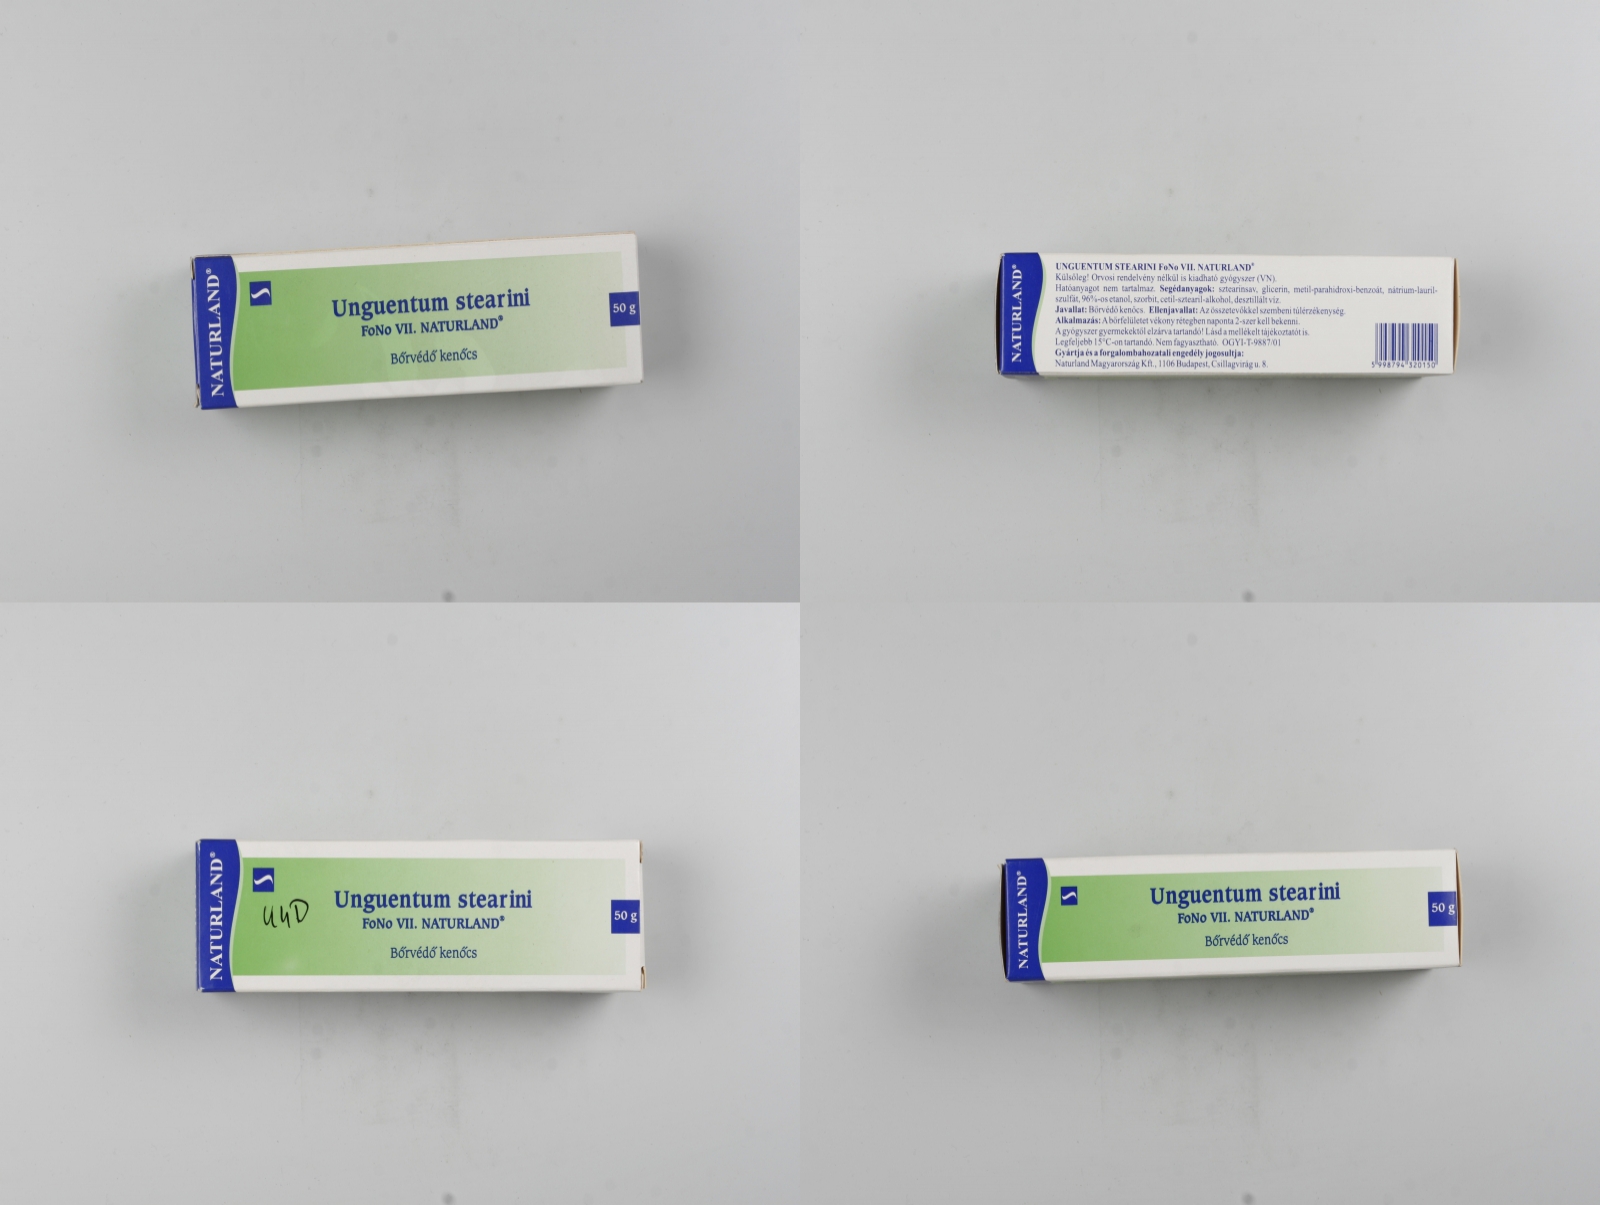 NATURLAND®
Unguentum stearini
FoNo VII. NATURLAND®
Bőrvédő kenőcs
50 g
NATURLAND®
UNGUENTUM STEARINI FoNo VII. NATURLAND®
Külsőleg! Orvosi rendelvény nélkül is kiadható gyógyszer (VN).
Hatóanyagot nem tartalmaz. Segédanyagok: sztearinsav, glicerin, metil-parahidroxi-benzoát, nátrium-lauril-
szulfát, 96%-os etanol, szorbit, cetil-sztearil-alkohol, desztillált víz.
Javallat: Bőrvédő kenőcs. Ellenjavallat: Az összetevőkkel szembeni túlérzékenység.
Alkalmazás: A bőrfelületet vékony rétegben naponta 2-szer kell bekenni.
A gyógyszer gyermekektől elzárva tartandó! Lásd a mellékelt tájékoztatót is.
Legfeljebb 15°C-on tartandó. Nem fagyasztható. OGYI-T-9887/01
Gyártja és a forgalombahozatali engedély jogosultja:
Naturland Magyarország Kft., 1106 Budapest, Csillagvirág u. 8.
5998794320150
NATURLAND®
Unguentum stearini
FoNo VII. NATURLAND®
Bőrvédő kenőcs
50 g
NATURLAND®
Unguentum stearini
FoNo VII. NATURLAND®
Bőrvédő kenőcs
50 g